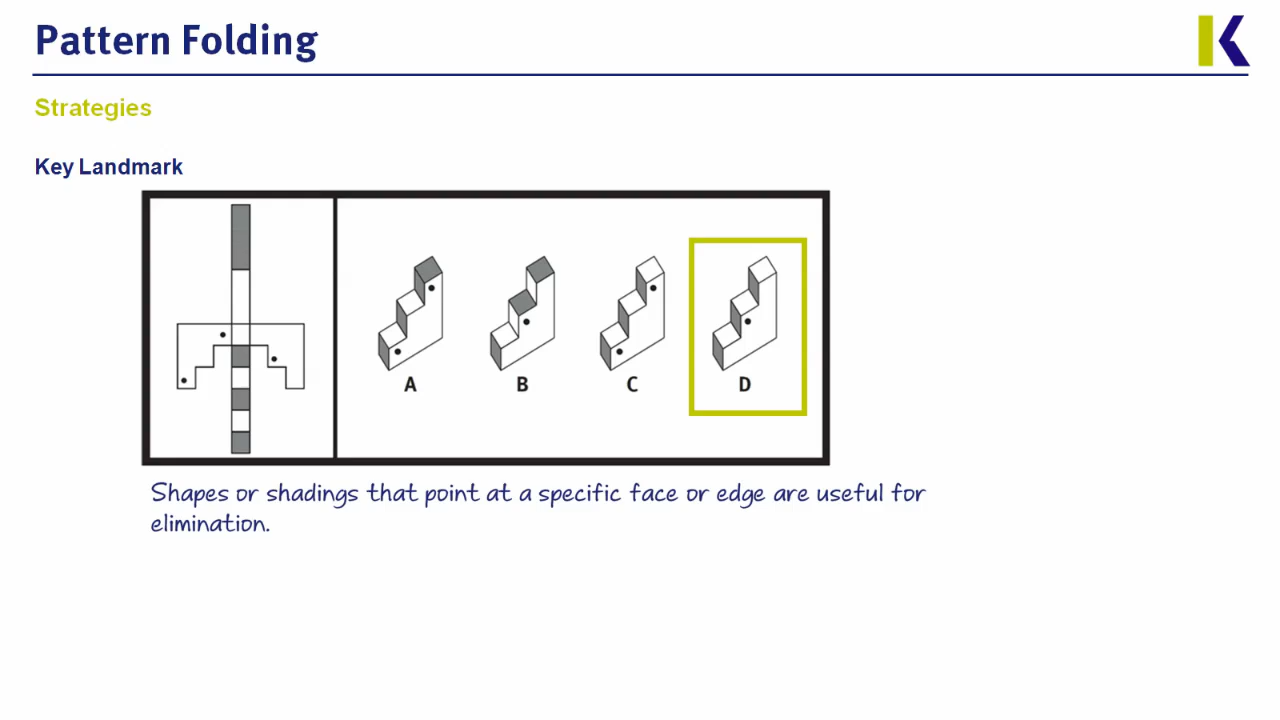 Pattern Folding
K
Strategies
Key Landmark
A B C D
Shapes or shadings that point at a specific face or edge are useful for
elimination.